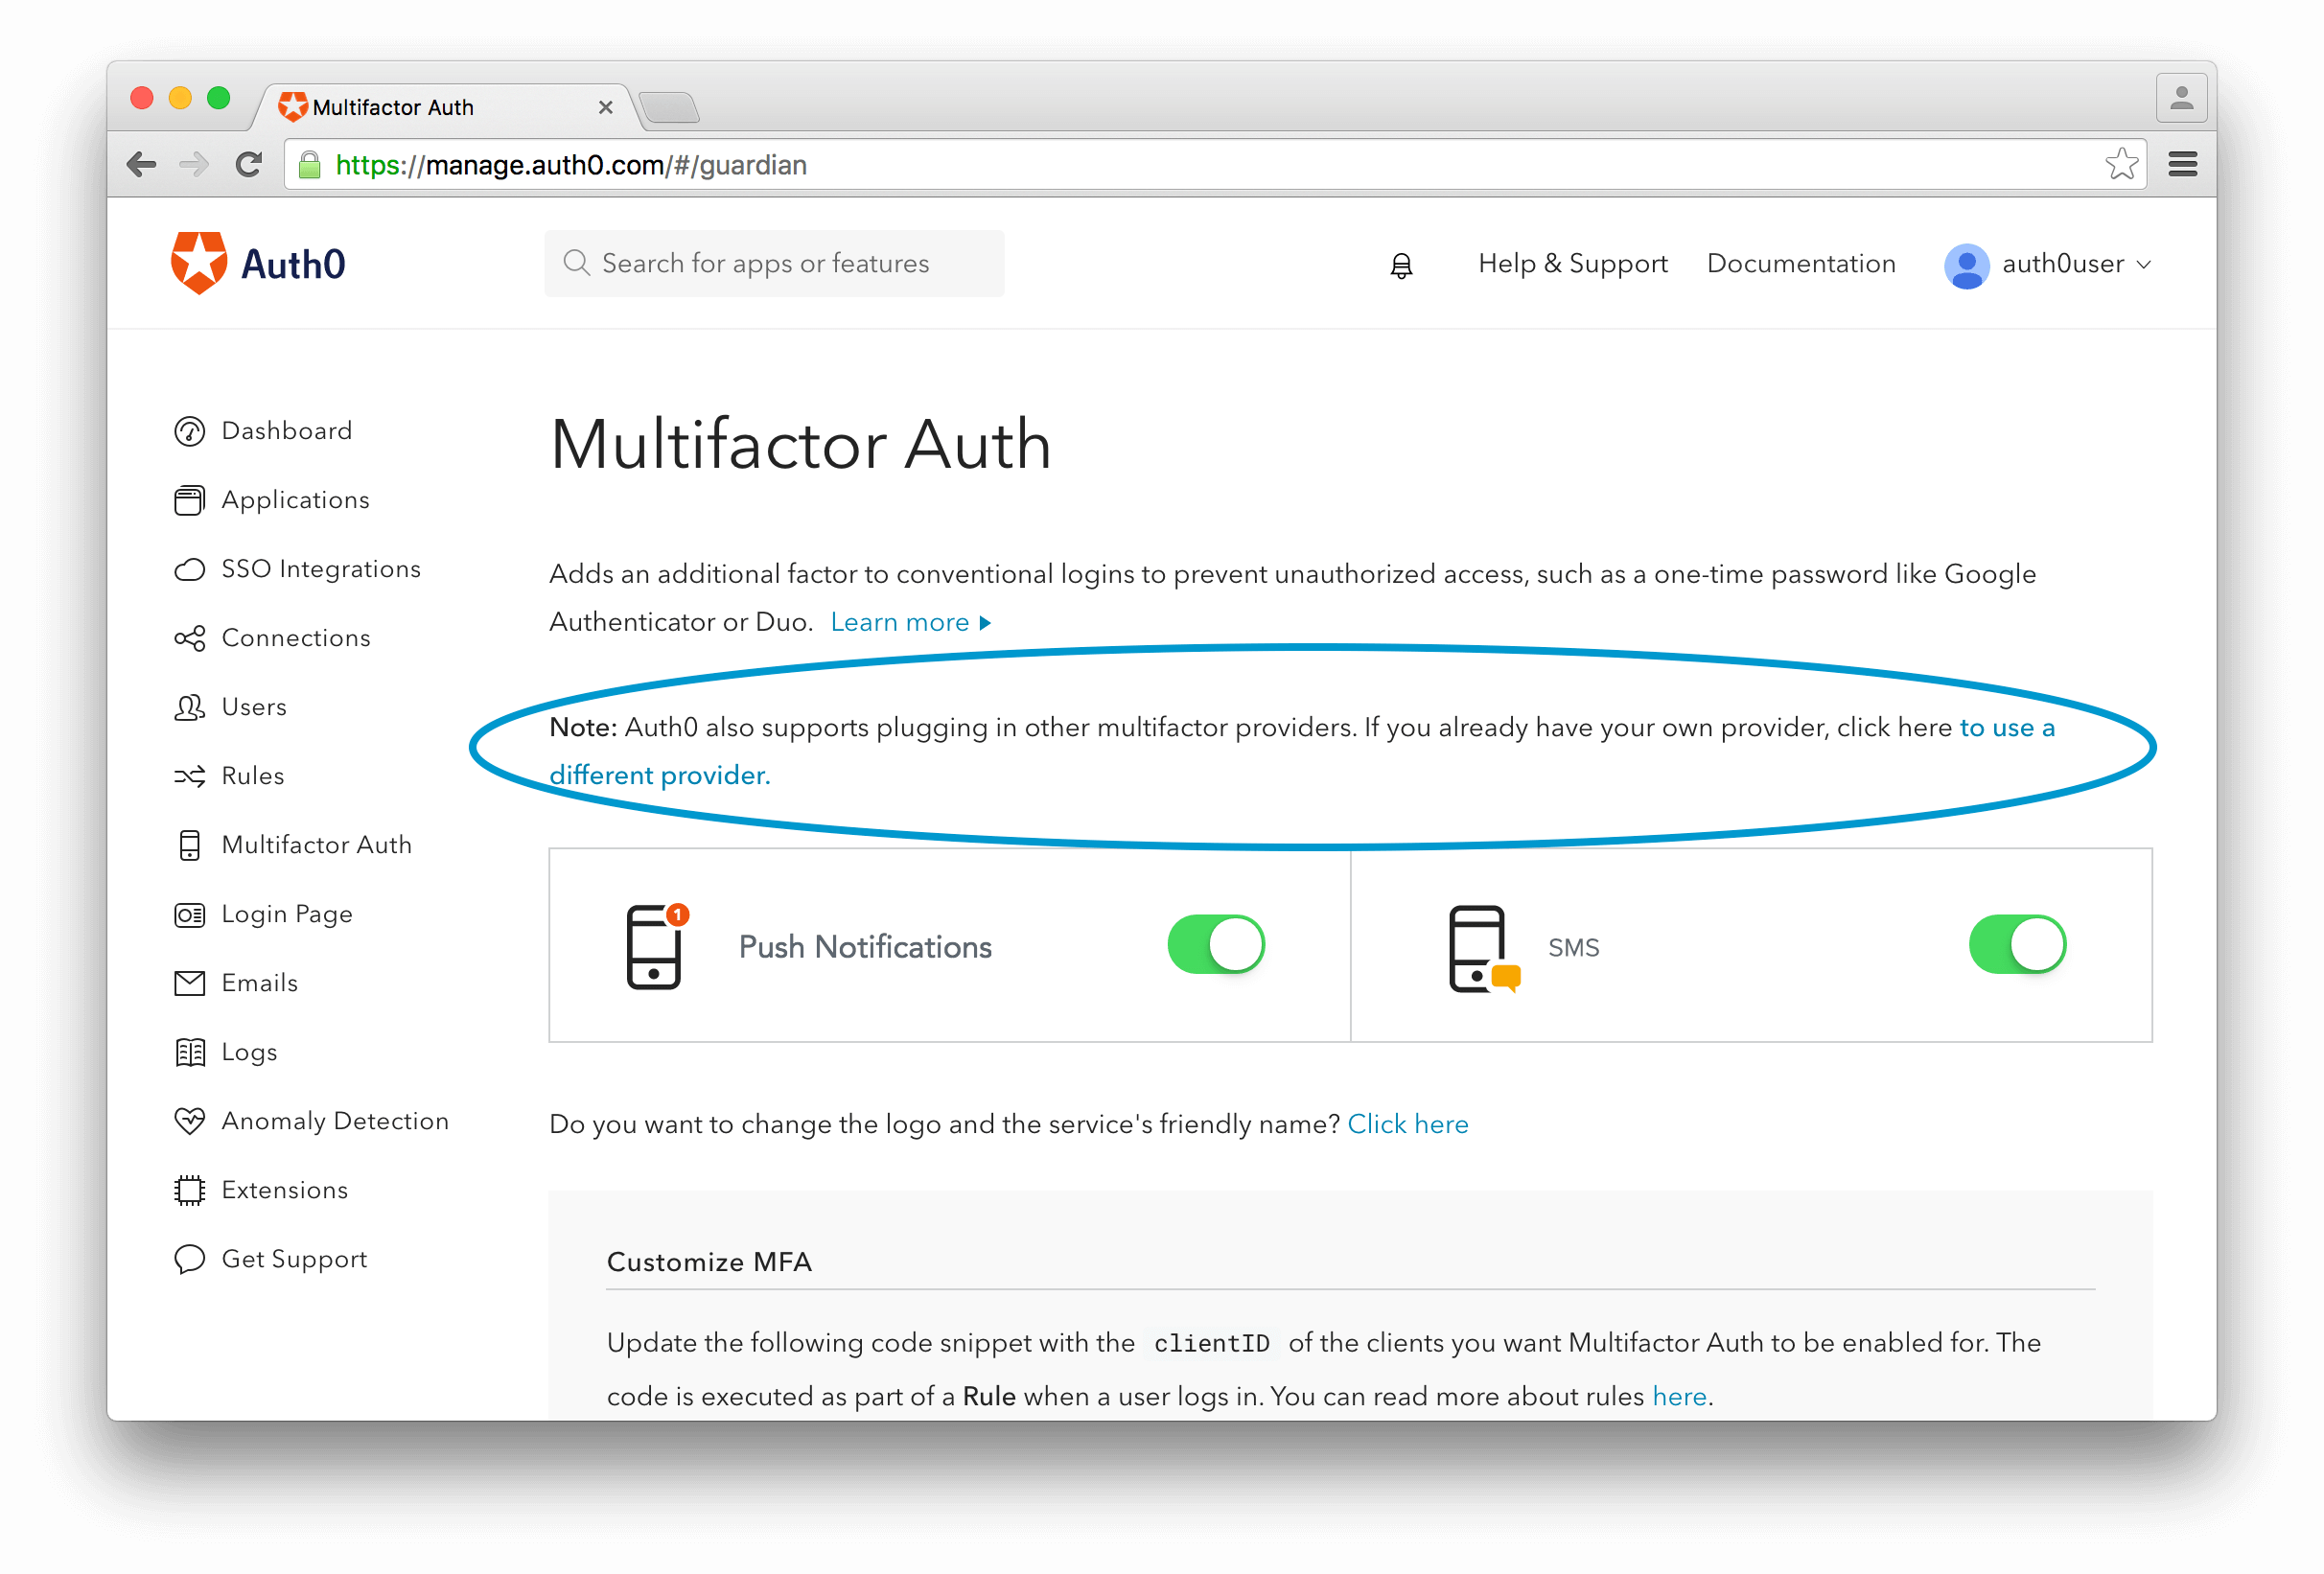 Multifactor Auth
https://manage.auth0.com/#/guardian
Auth0
Search for apps or features
Help & Support
Documentation
auth0user
Dashboard
Applications
SSO Integrations
Connections
Users
Rules
Multifactor Auth
Login Page
Emails
Logs
Anomaly Detection
Extensions
Get Support
Multifactor Auth
Adds an additional factor to conventional logins to prevent unauthorized access, such as a one-time password like Google
Authenticator or Duo. Learn more
Note: Auth0 also supports plugging in other multifactor providers. If you already have your own provider, click here to use a
different provider.
1
Push Notifications
SMS
Do you want to change the logo and the service's friendly name? Click here
Customize MFA
Update the following code snippet with the clientID of the clients you want Multifactor Auth to be enabled for. The
code is executed as part of a Rule when a user logs in. You can read more about rules here.